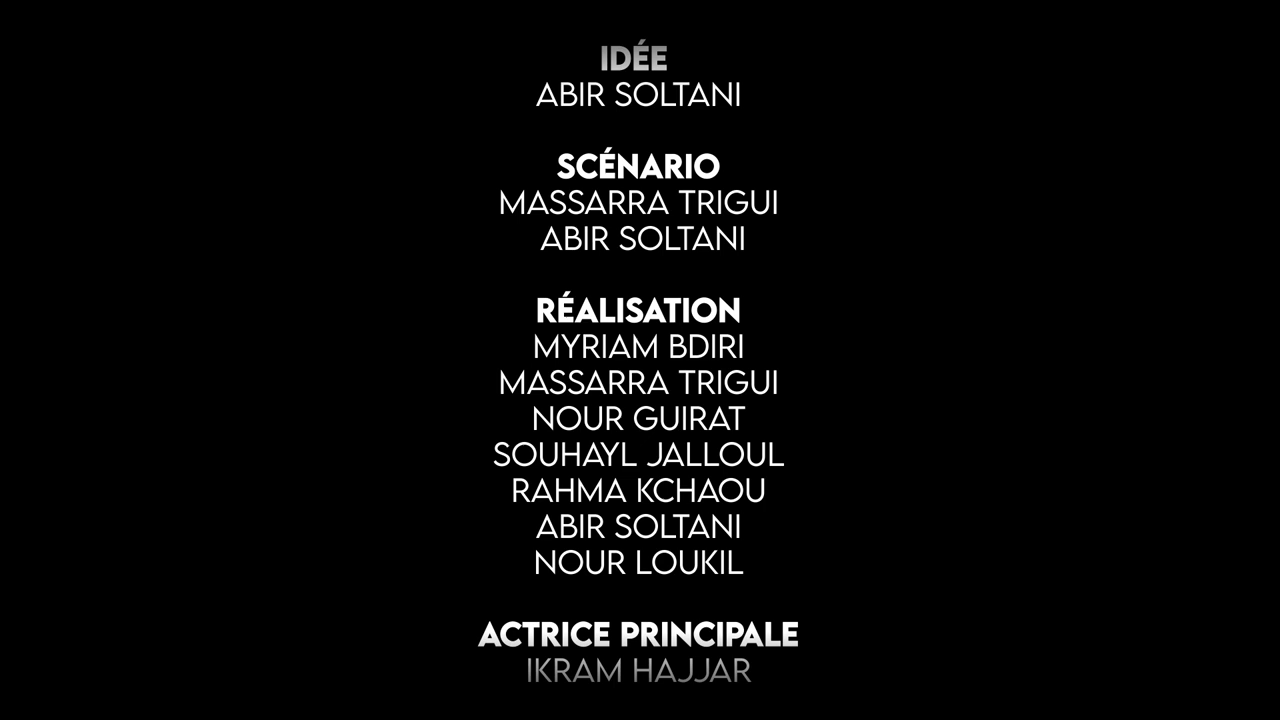 IDÉE
ABIR SOLTANI
SCÉNARIO
MASSARRA TRIGUI
ABIR SOLTANI
RÉALISATION
MYRIAM BDIRI
MASSARRA TRIGUI
NOUR GUIRAT
SOUHAYL JALLOUL
RAHMA KCHAOU
ABIR SOLTANI
NOUR LOUKIL
ACTRICE PRINCIPALE
IKRAM HAJJAR